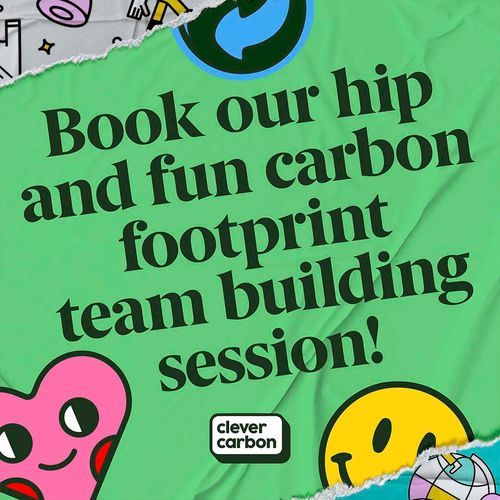 Book our hip
and fun carbon
footprint
team building
session!
clever
carbon